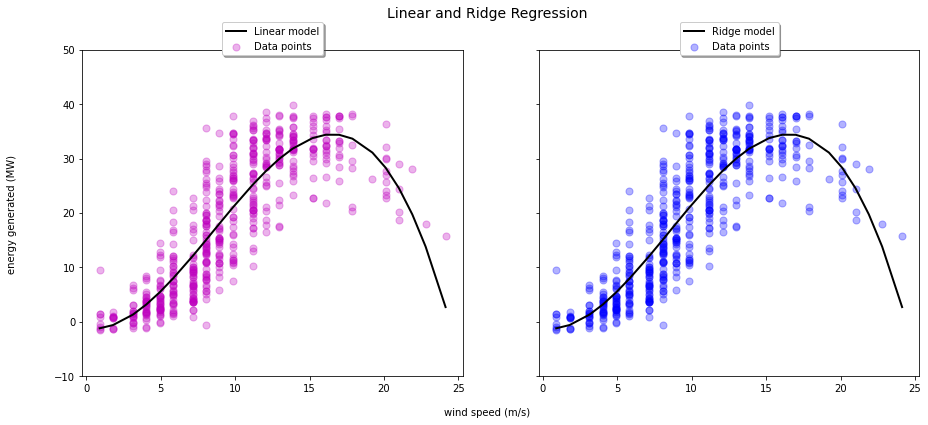 Linear and Ridge Regression
Linear model
Data points
Ridge model
Data points
energy generated (MW)
50
40
30
20
10
0
−10
0 5 10 15 20 25
0 5 10 15 20 25
wind speed (m/s)